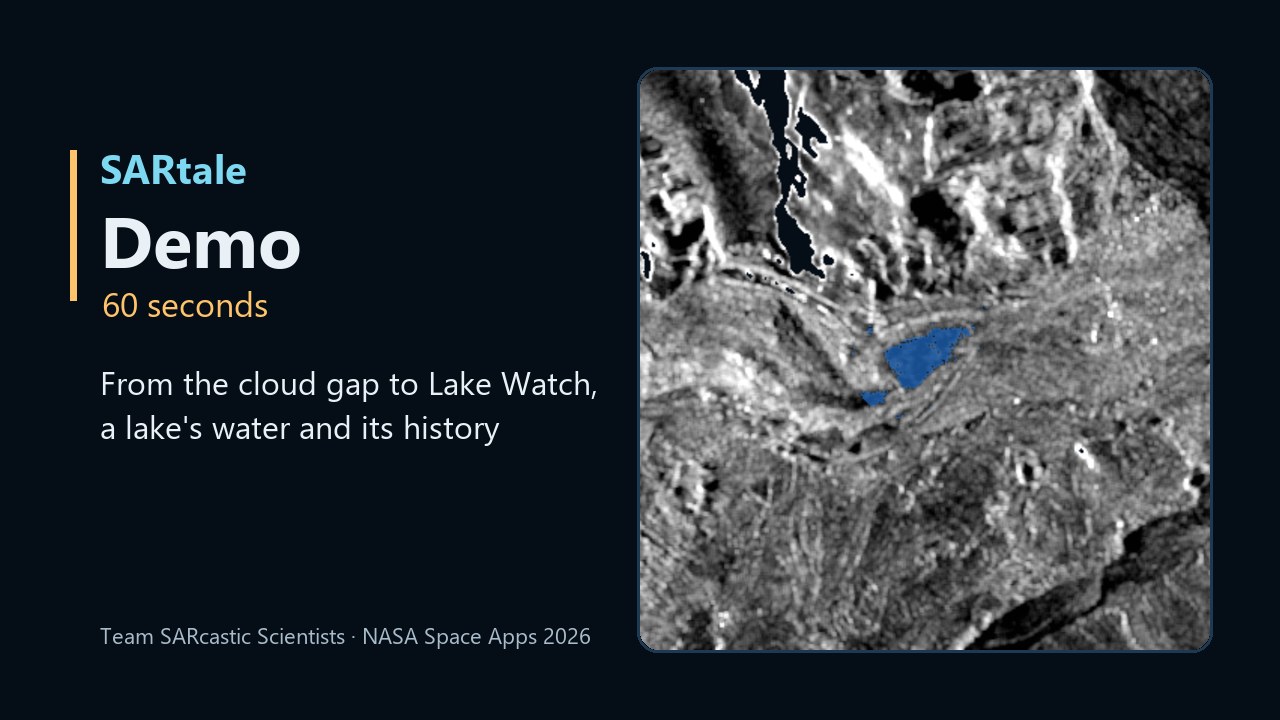 SARtale
Demo
60 seconds
From the cloud gap to Lake Watch,
a lake's water and its history
Team SARcastic Scientists · NASA Space Apps 2026